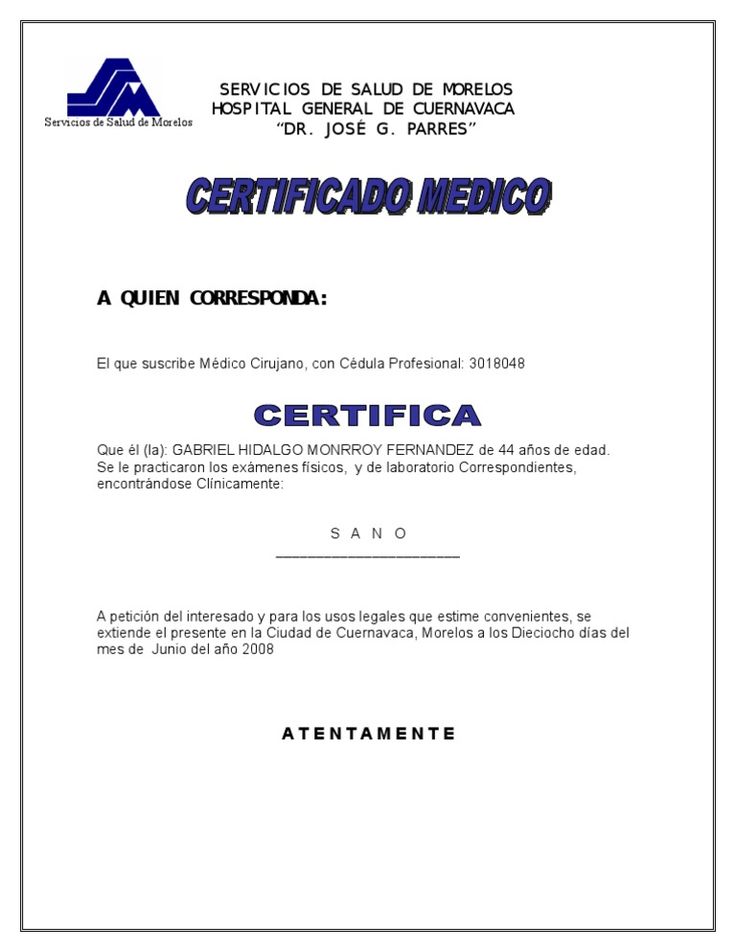 Servicios de Salud de Morelos
SERVICIOS DE SALUD DE MORELOS
HOSPITAL GENERAL DE CUERNAVACA
“DR. JOSÉ G. PARRES”
CERTIFICADO MEDICO
A QUIEN CORRESPONDA:
El que suscribe Médico Cirujano, con Cédula Profesional: 3018048
CERTIFICA
Que él (la): GABRIEL HIDALGO MONRROY FERNANDEZ de 44 años de edad.
Se le practicaron los exámenes físicos, y de laboratorio Correspondientes,
encontrándose Clínicamente:
S A N O
A petición del interesado y para los usos legales que estime convenientes, se
extiende el presente en la Ciudad de Cuernavaca, Morelos a los Dieciocho días del
mes de Junio del año 2008
A T E N T A M E N T E